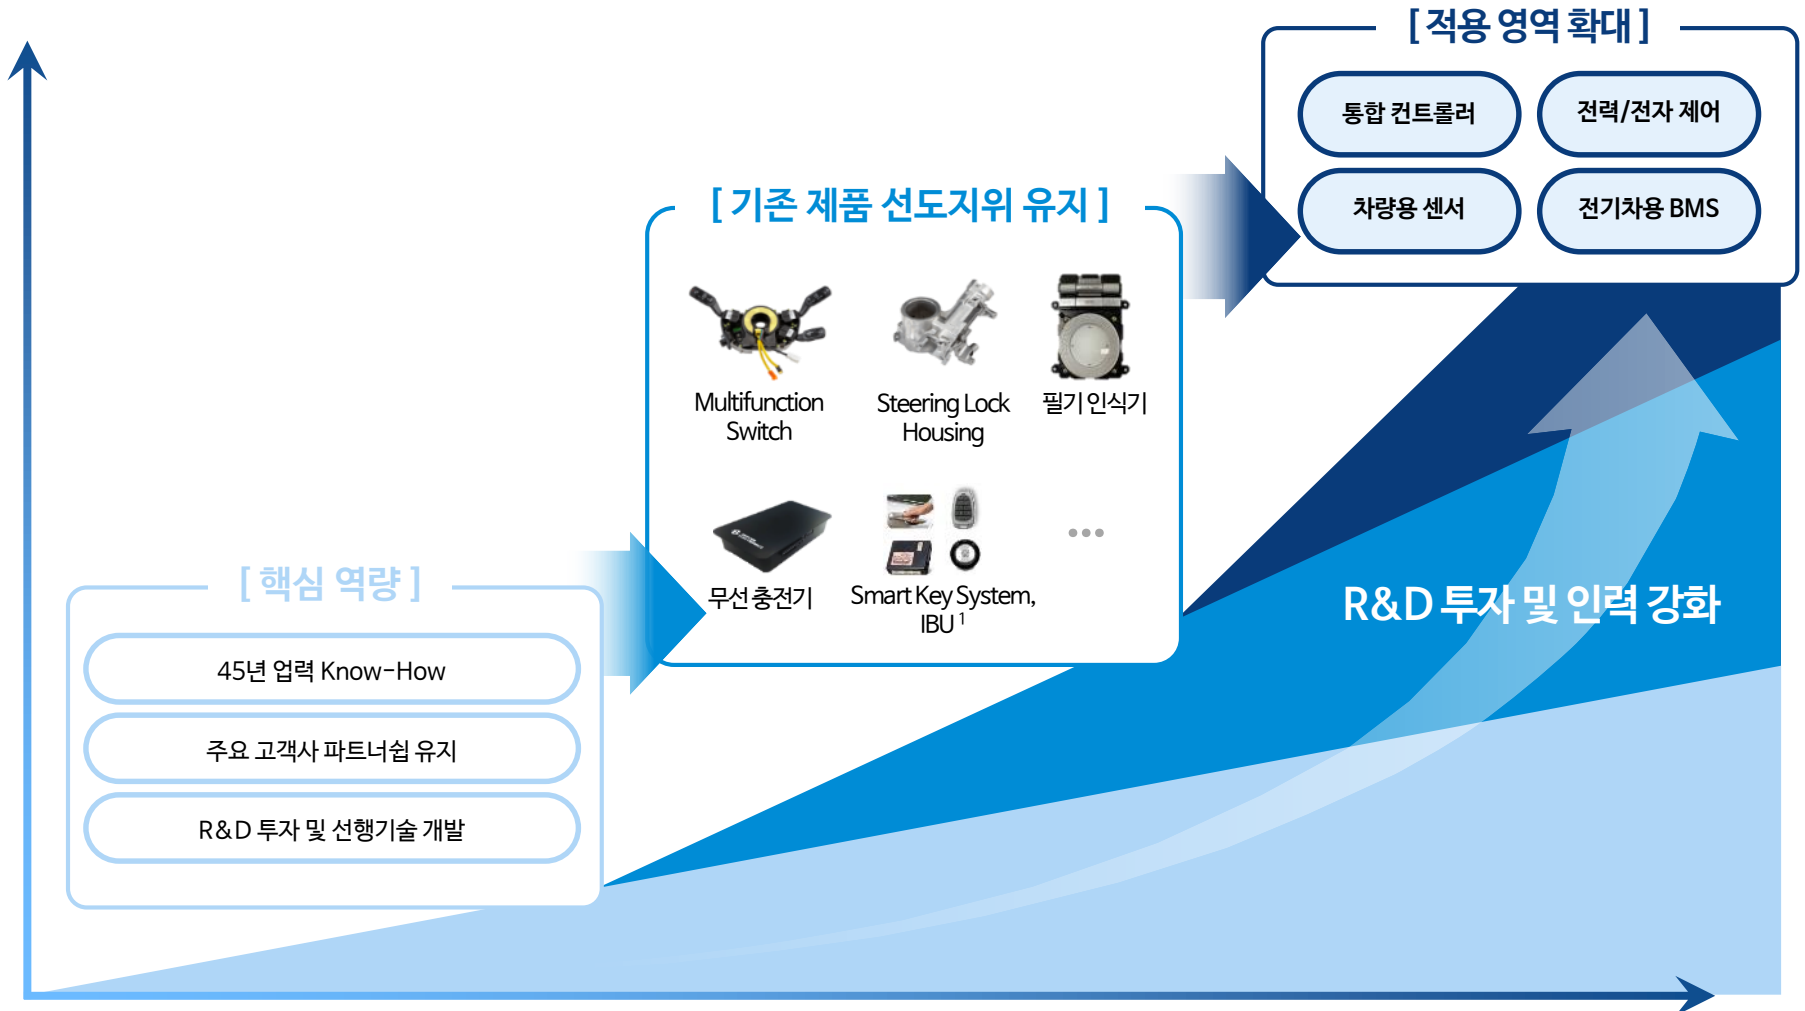 [ 적용 영역 확대 ]
통합 컨트롤러
전력/전자 제어
차량용 센서
전기차용 BMS
[ 기존 제품 선도지위 유지 ]
Multifunction
Switch
Steering Lock
Housing
필기 인식기
무선 충전기
Smart Key System,
IBU 1
[ 핵심 역량 ]
45년 업력 Know-How
주요 고객사 파트너쉽 유지
R&D 투자 및 선행기술 개발
R&D 투자 및 인력 강화